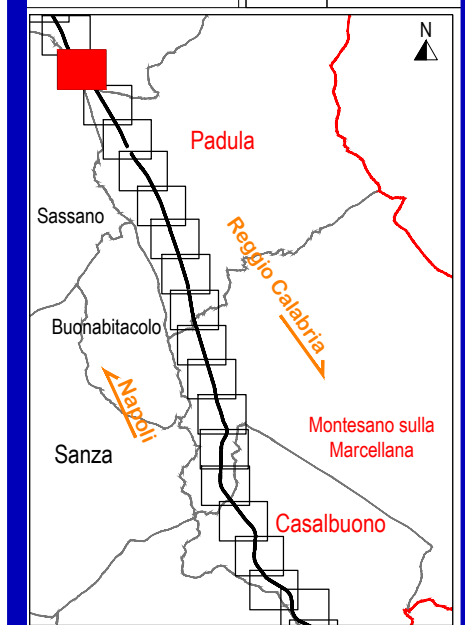 N
Padula
Sassano
Reggio Calabria
Buonabitacolo
Napoli
Montesano sulla
Marcellana
Sanza
Casalbuono